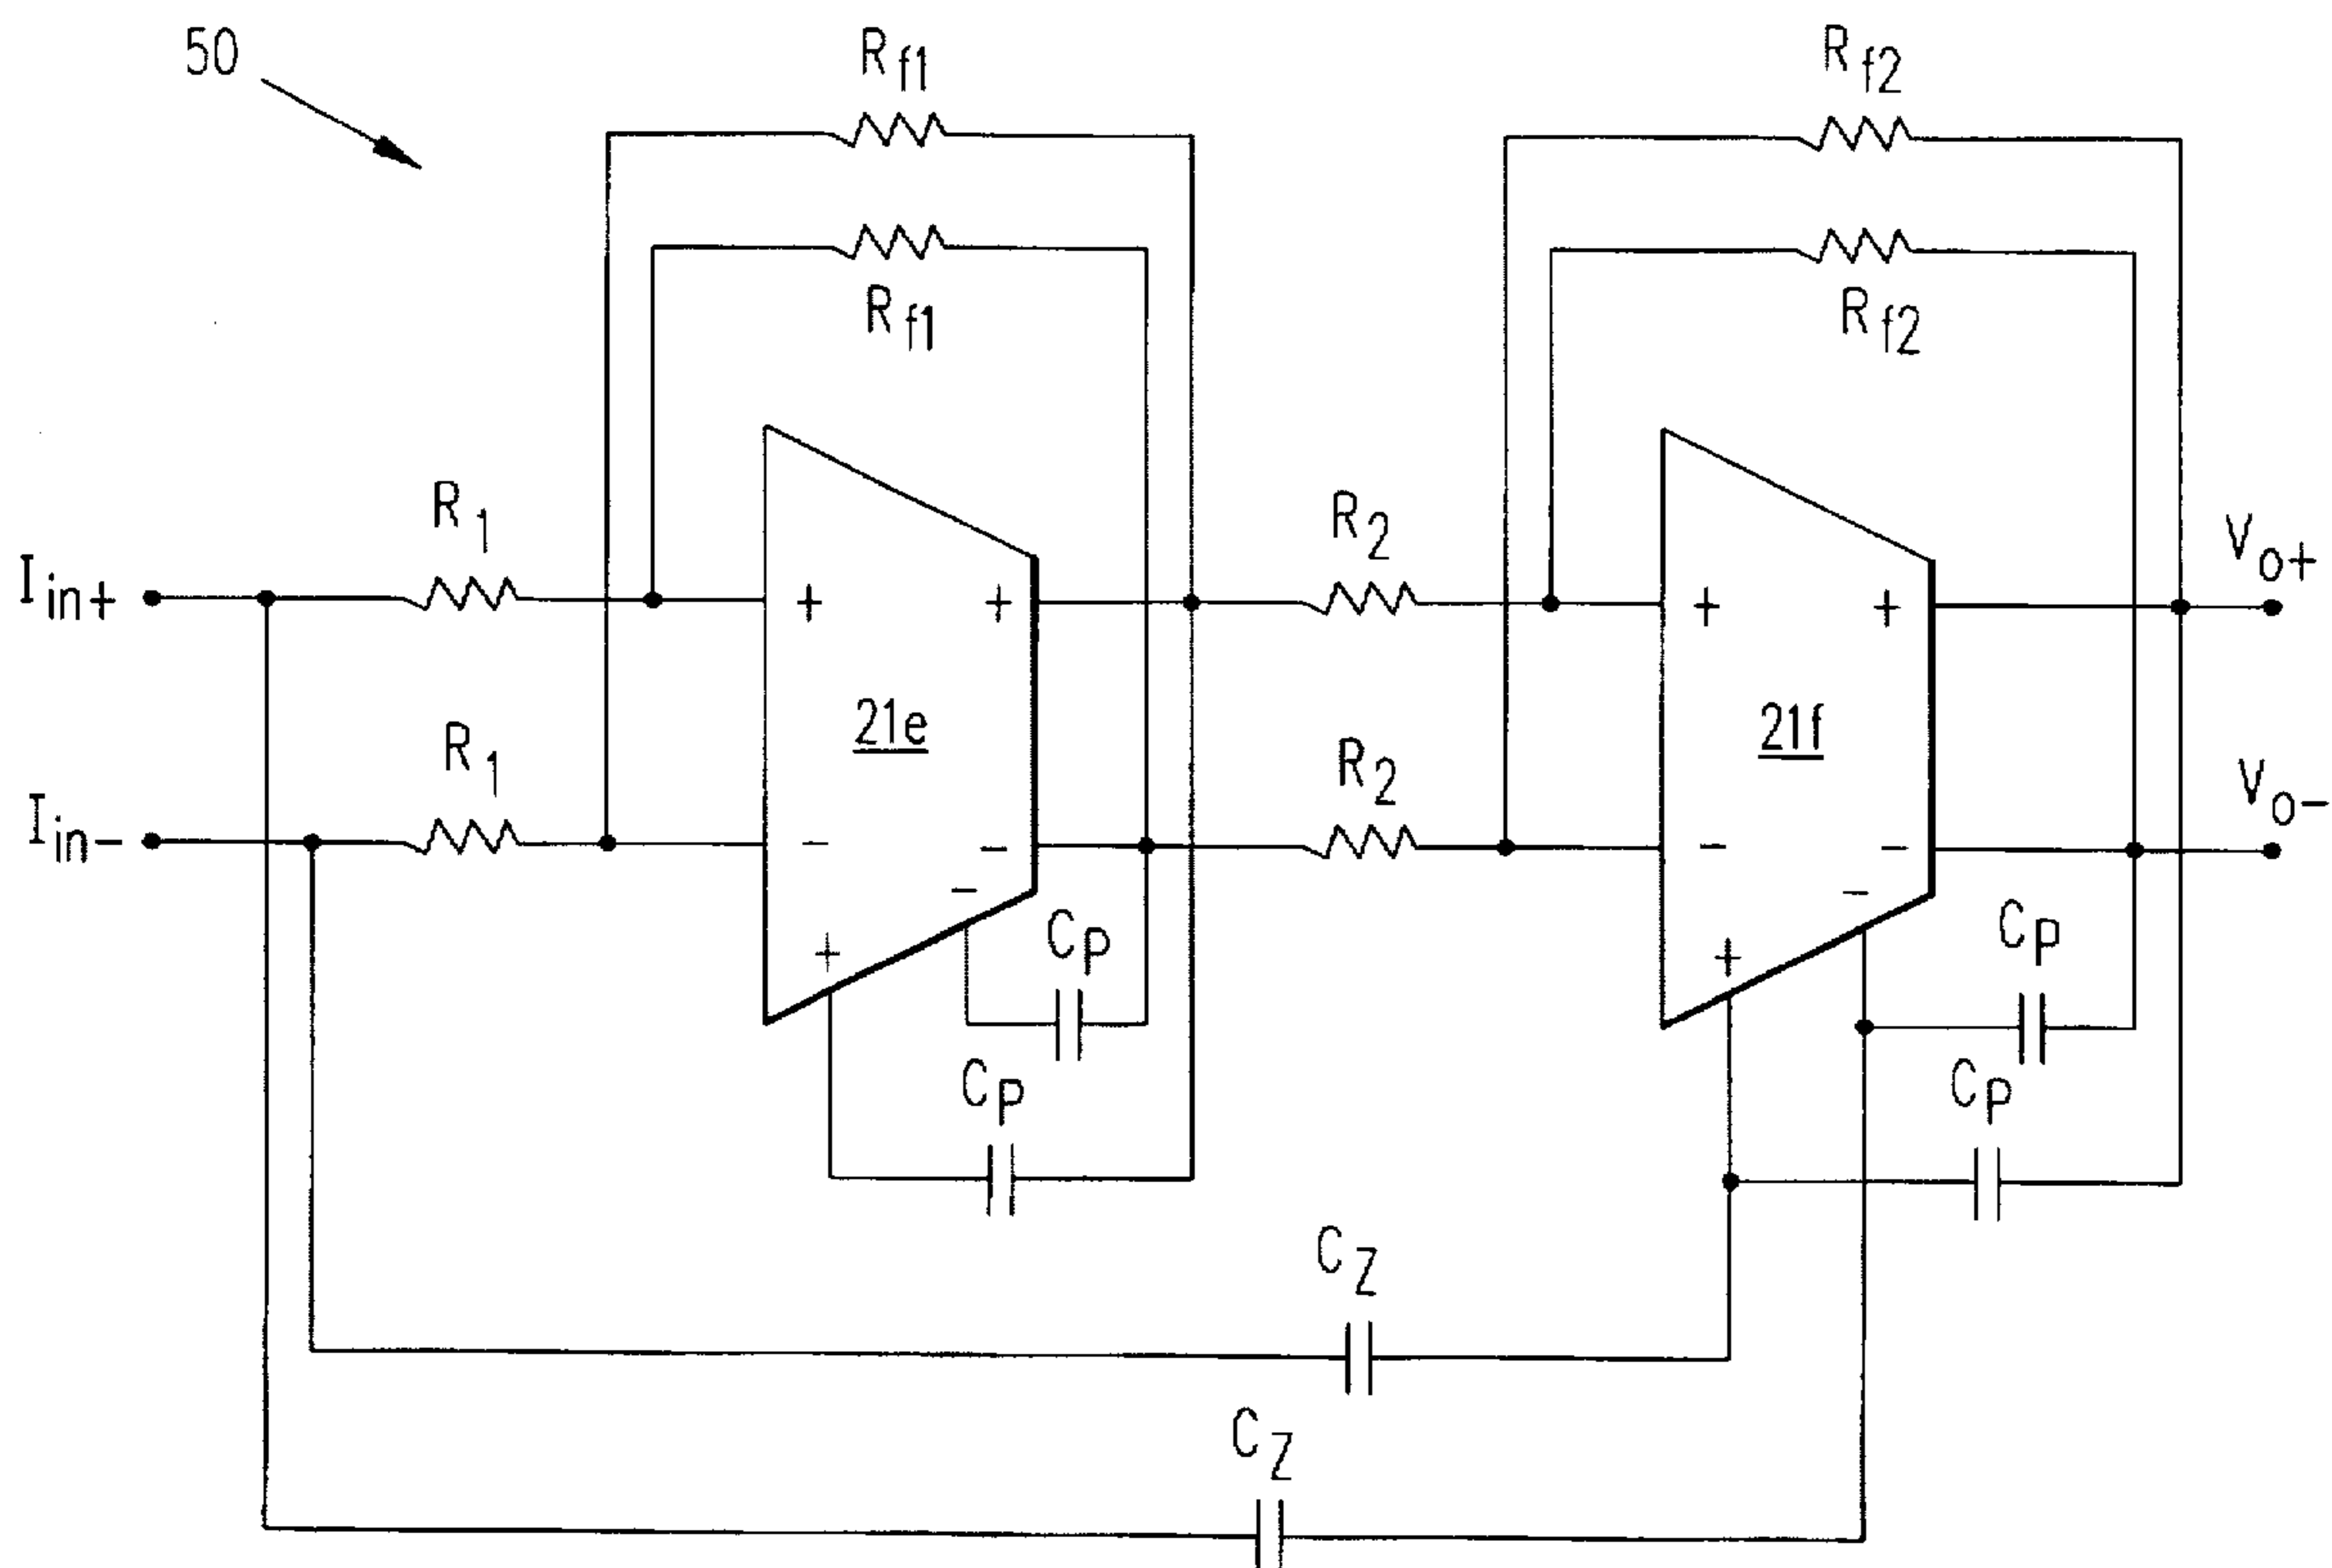 50
Rf1
Rf2
Rf1
Rf2
R1
R2
Iin+
Vo+
+ + + +
21e
21f
R1
R2
Iin-
Vo-
- - - -
- -
+ +
CP
CP
CP
CP
CZ
CZ